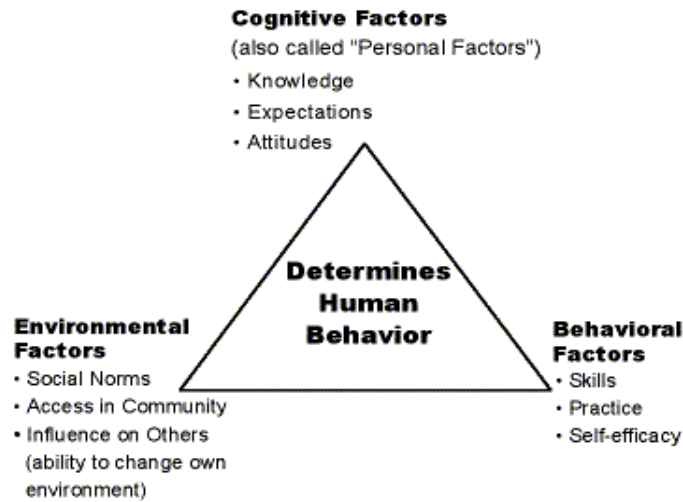 Cognitive Factors
(also called "Personal Factors")
• Knowledge
• Expectations
• Attitudes
Determines
Human
Behavior
Environmental
Factors
• Social Norms
• Access in Community
• Influence on Others
(ability to change own
environment)
Behavioral
Factors
• Skills
• Practice
• Self-efficacy